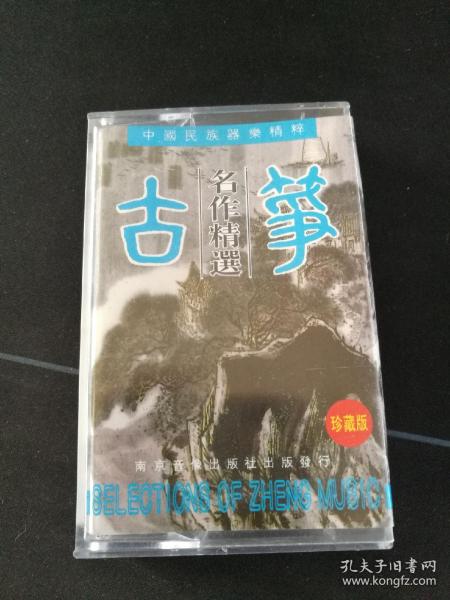 中國民族器樂精粹
古筝
名作精選
珍藏版
南京音像出版社出版發行
SELECTIONS OF ZHENG MUSIC
孔夫子旧书网
www.kongfz.com